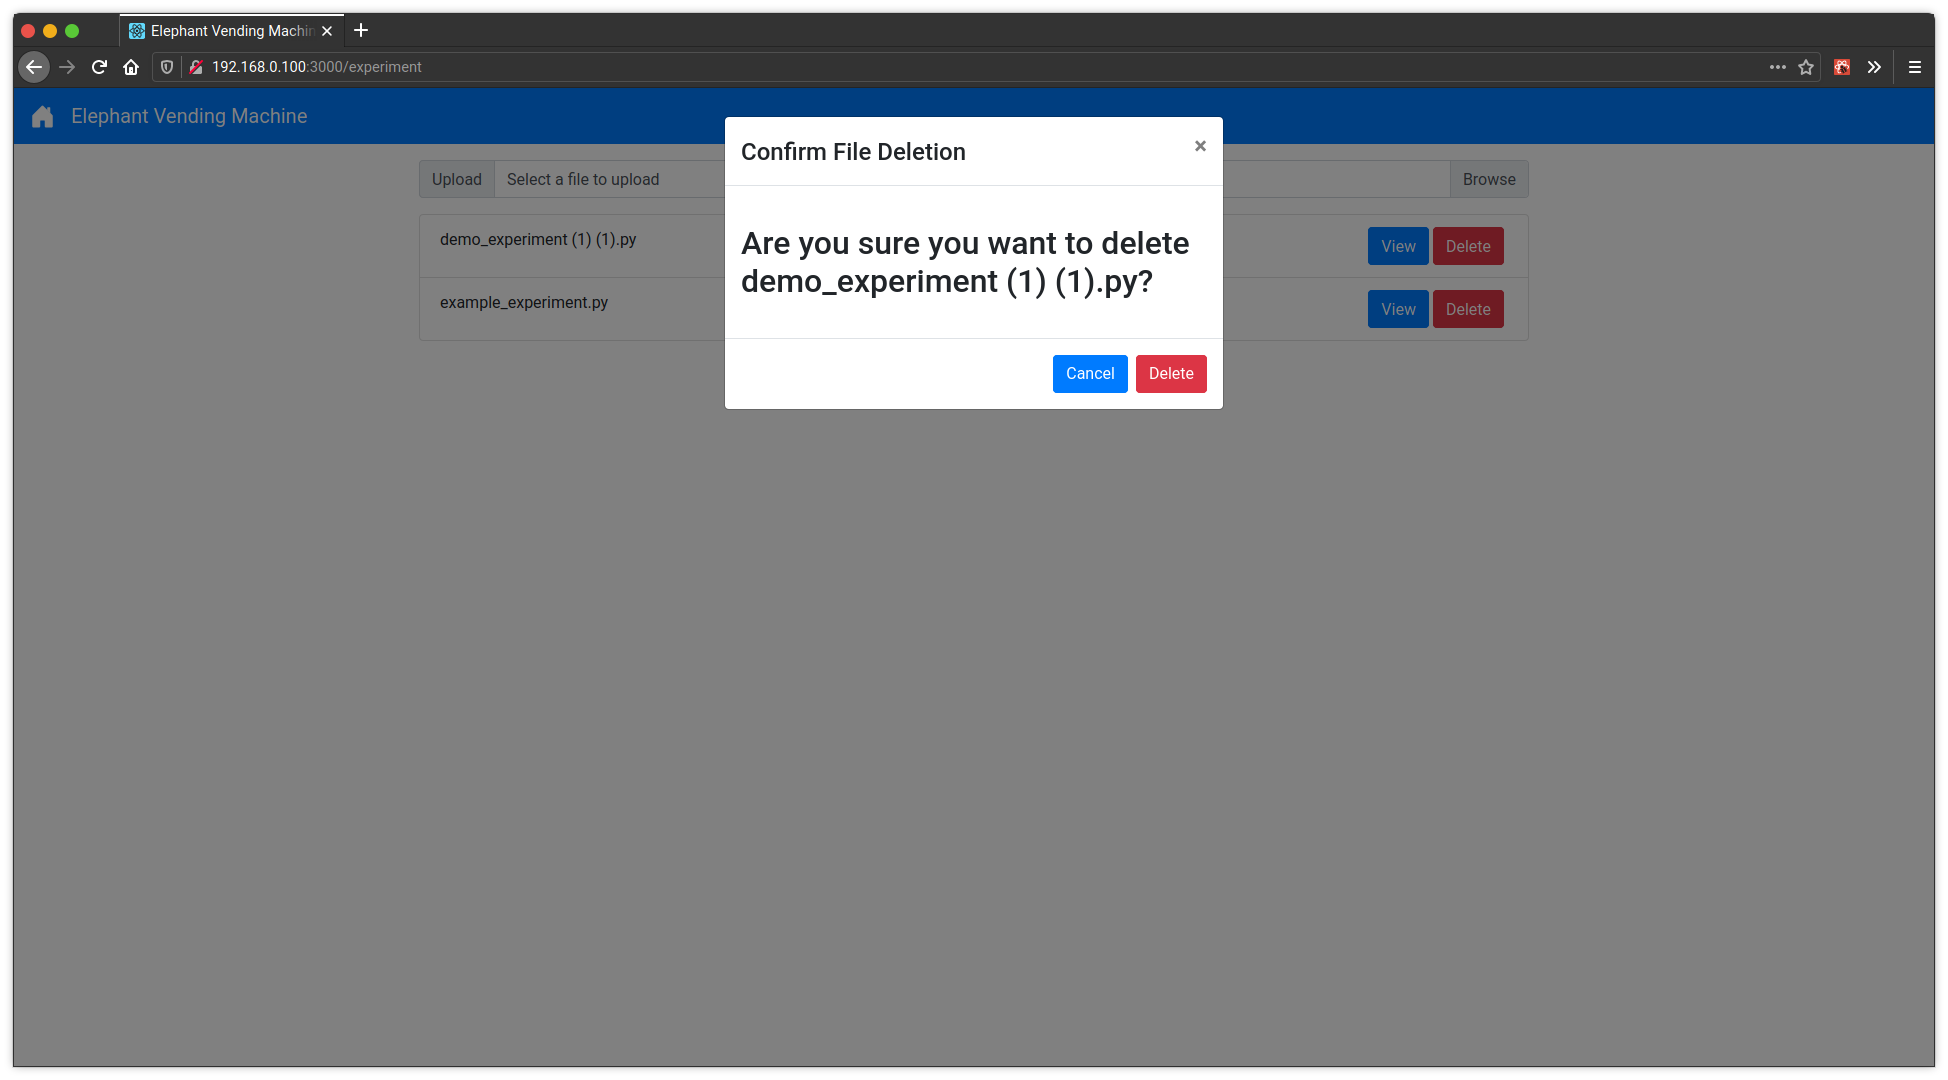 Elephant Vending Machin
192.168.0.100:3000/experiment
Elephant Vending Machine
Confirm File Deletion
×
Upload
Select a file to upload
Browse
Are you sure you want to delete
demo_experiment (1) (1).py?
demo_experiment (1) (1).py
View
Delete
example_experiment.py
View
Delete
Cancel
Delete